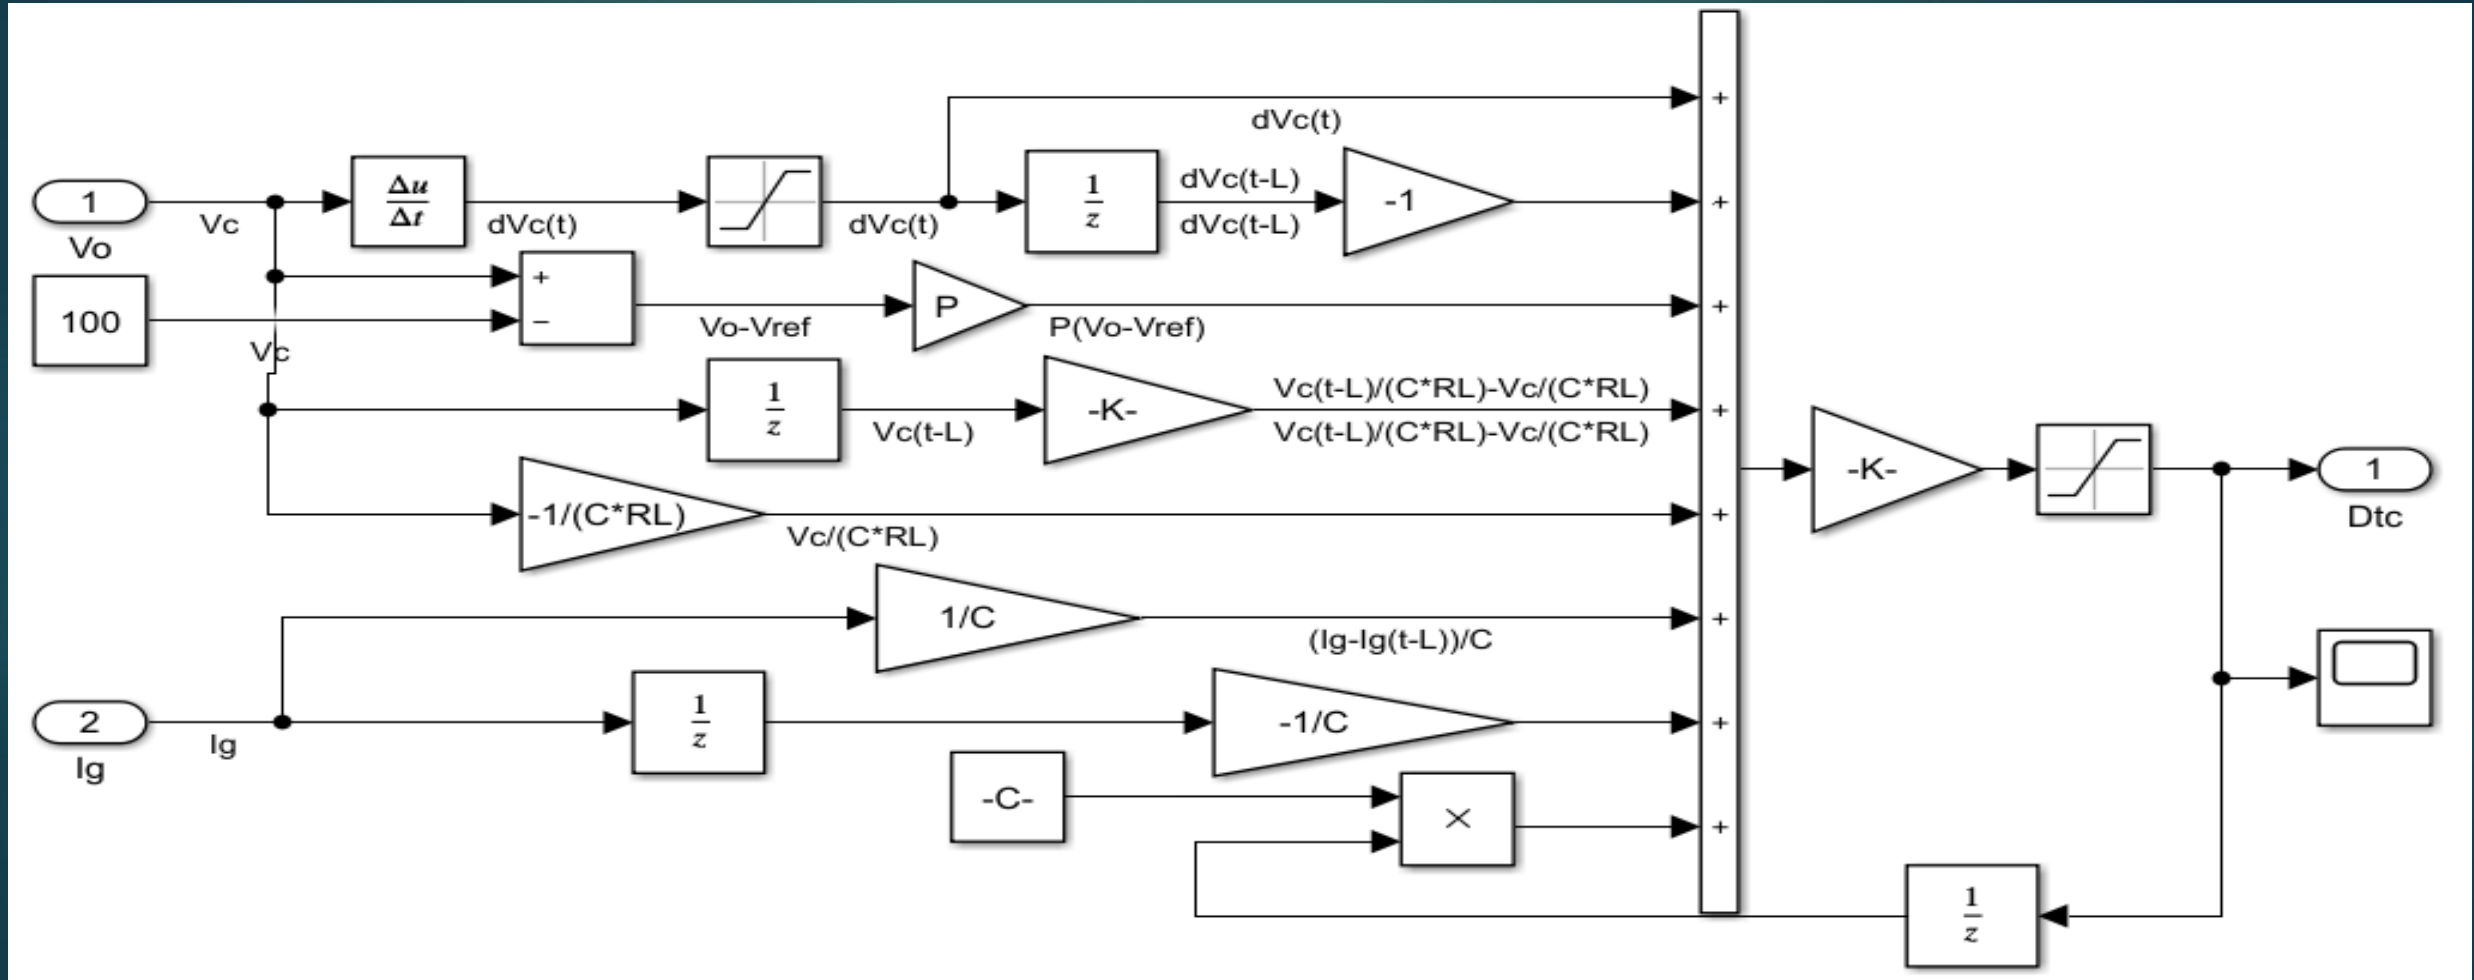 +
dVc(t)
1
Vo
Vc
Δu
Δt
dVc(t)
dVc(t)
1
z
dVc(t-L)
dVc(t-L)
-1
+
100
Vc
+
−
Vo-Vref
P
P(Vo-Vref)
+
1
z
Vc(t-L)
-K-
Vc(t-L)/(C*RL)-Vc/(C*RL)
Vc(t-L)/(C*RL)-Vc/(C*RL)
+
-1/(C*RL)
Vc/(C*RL)
+
-K-
1
Dtc
1/C
(Ig-Ig(t-L))/C
+
2
Ig
Ig
1
z
-1/C
+
-C-
×
+
1
z